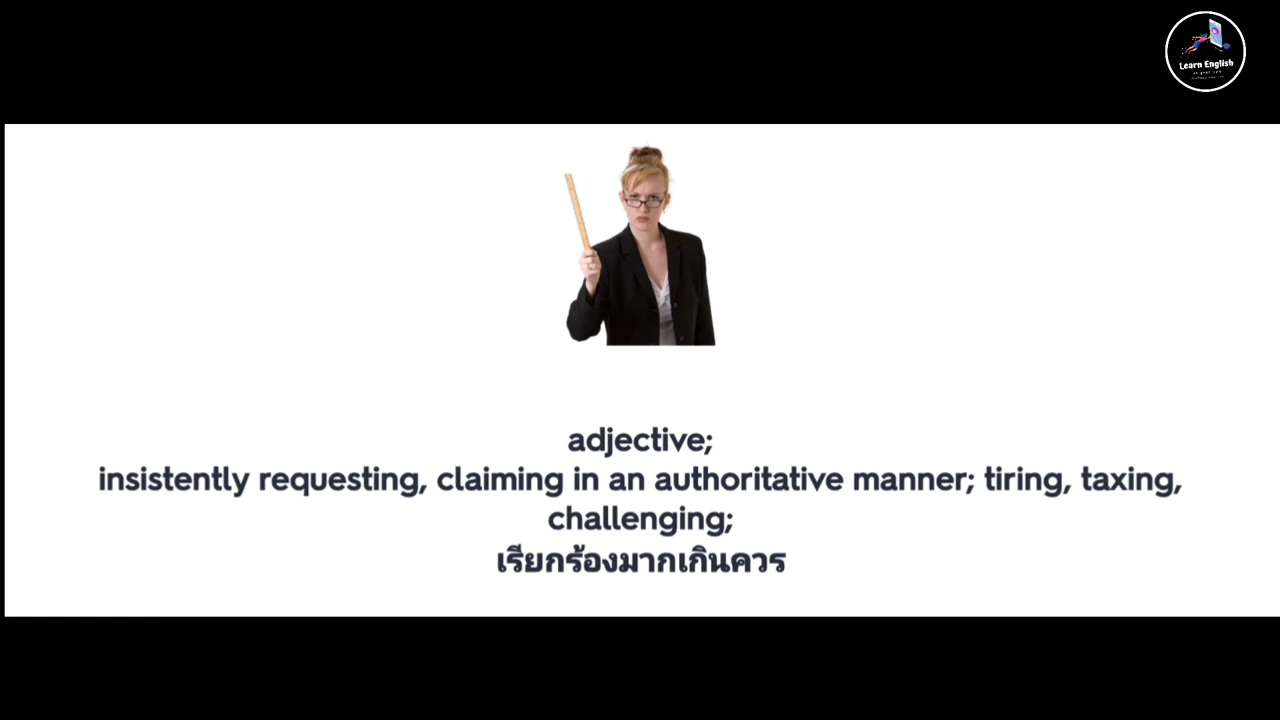 Learn English
adjective;
insistently requesting, claiming in an authoritative manner; tiring, taxing,
challenging;
เรียกร้องมากเกินควร